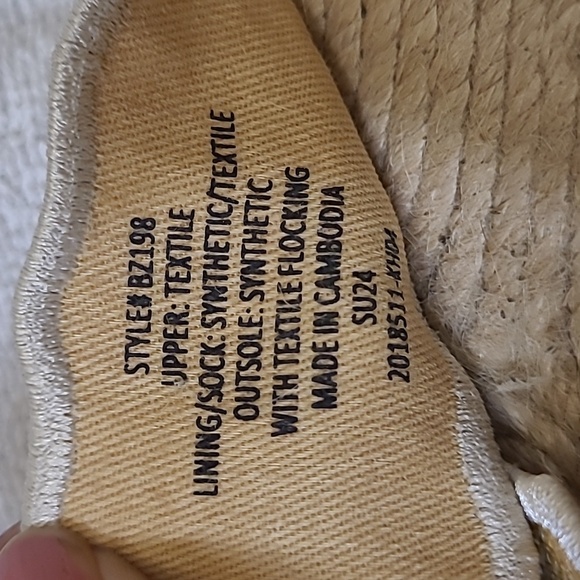 STYLE# BZ198
UPPER: TEXTILE
LINING/SOCK: SYNTHETIC/TEXTILE
OUTSOLE: SYNTHETIC
WITH TEXTILE FLOCKING
MADE IN CAMBODIA
SU24
2018511-KHD4